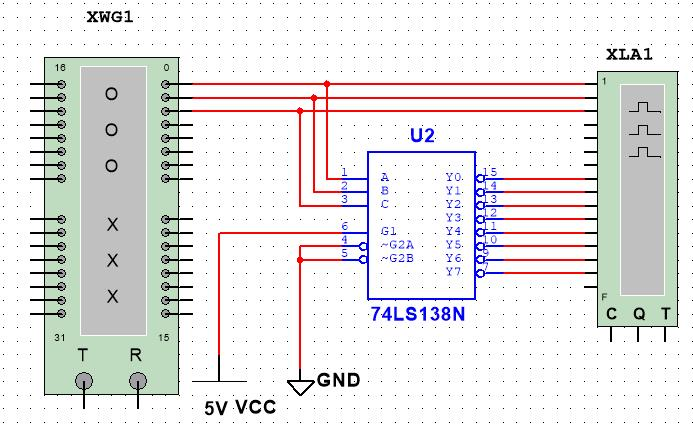 XWG1
XLA1
16 0
1
O
O
O
X
X
X
31 15
T R
U2
1 A Y0 15
2 B Y1 14
3 C Y2 13
Y3 12
6 G1 Y4 11
4 ~G2A Y5 10
5 ~G2B Y6 9
Y7 7
74LS138N
F
C Q T
5V VCC
GND